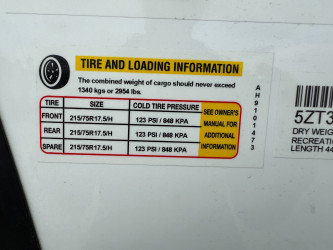 TIRE AND LOADING INFORMATION
The combined weight of cargo should never exceed
1340 kgs or 2954 lbs.
TIRE SIZE COLD TIRE PRESSURE
FRONT 215/75R17.5/H 123 PSI / 848 KPA
REAR 215/75R17.5/H 123 PSI / 848 KPA
SPARE 215/75R17.5/H 123 PSI / 848 KPA
SEE OWNER'S
MANUAL FOR
ADDITIONAL
INFORMATION
AH9101473
5ZT3
DRY WEIG
RECREATIO
LENGTH 44